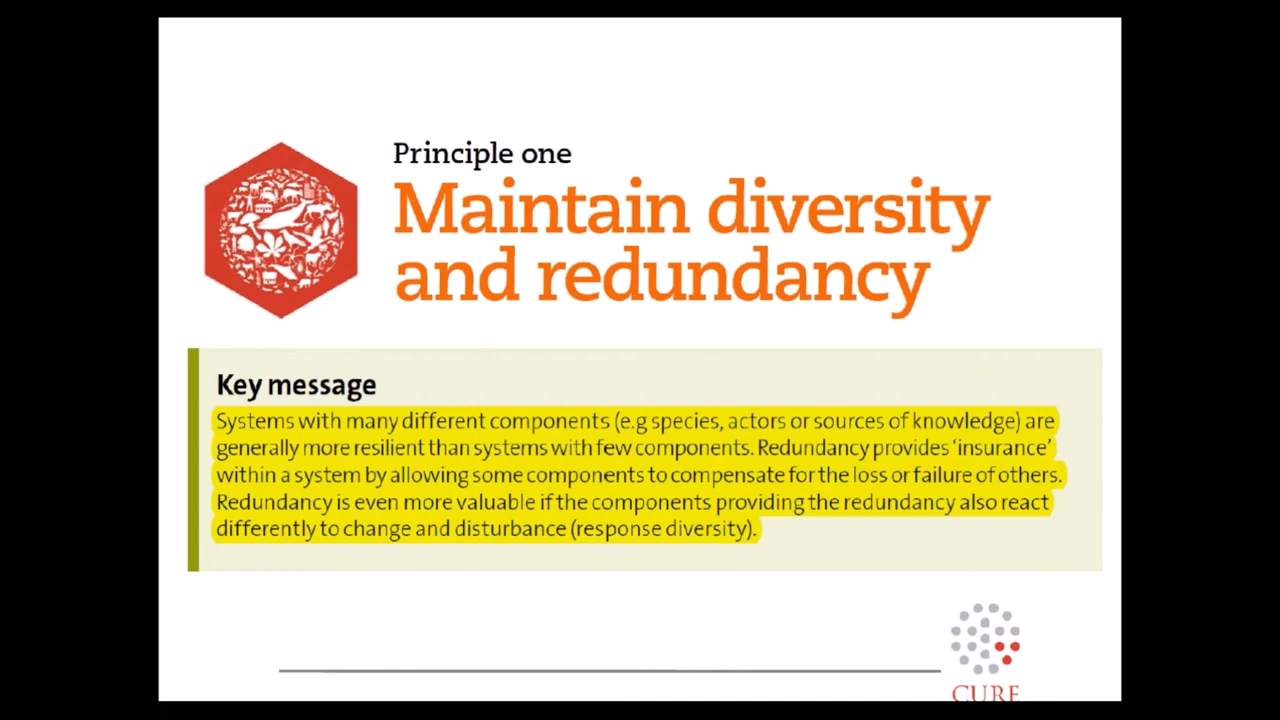 Principle one
Maintain diversity
and redundancy
Key message
Systems with many different components (e.g species, actors or sources of knowledge) are
generally more resilient than systems with few components. Redundancy provides ‘insurance’
within a system by allowing some components to compensate for the loss or failure of others.
Redundancy is even more valuable if the components providing the redundancy also react
differently to change and disturbance (response diversity).